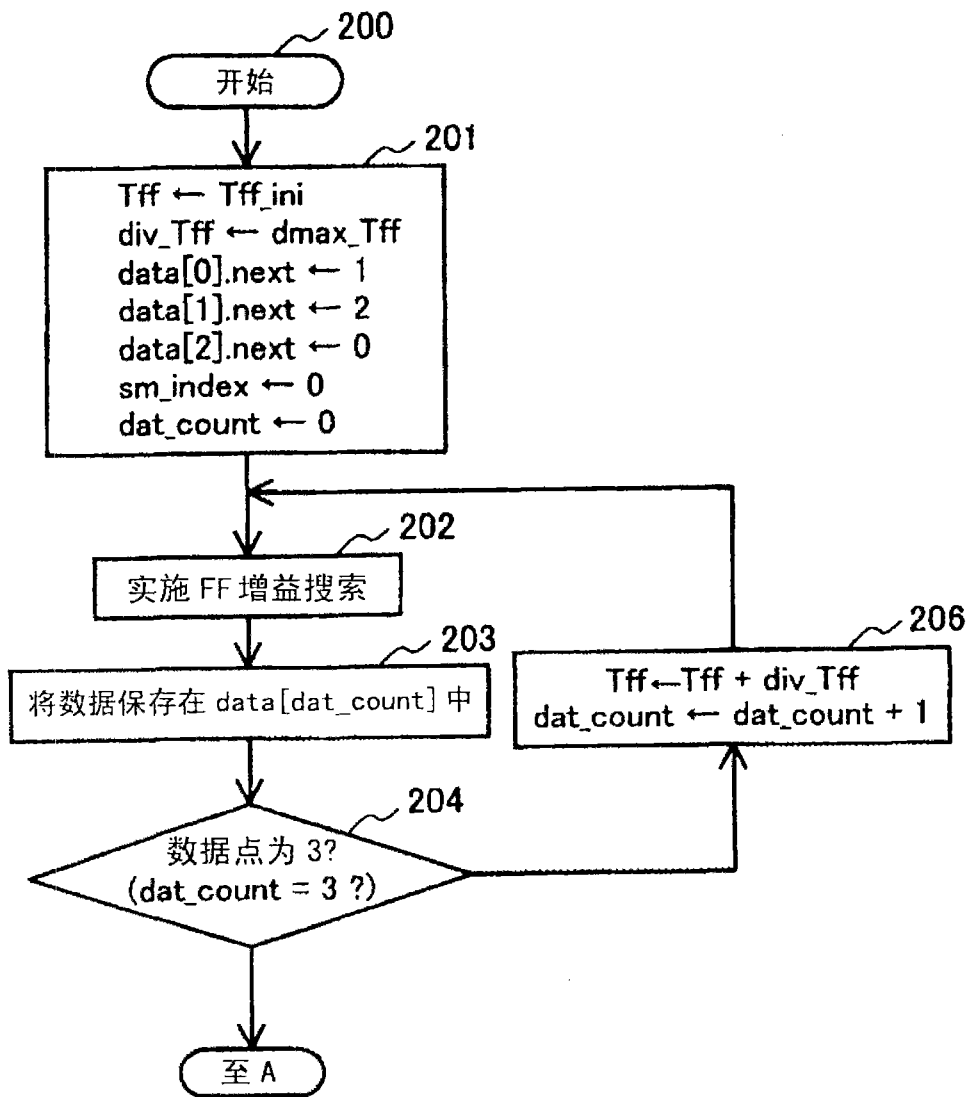 200
开始
201
Tff ← Tff_ini
div_Tff ← dmax_Tff
data[0].next ← 1
data[1].next ← 2
data[2].next ← 0
sm_index ← 0
dat_count ← 0
202
实施 FF 增益搜索
203
将数据保存在 data[dat_count] 中
206
Tff←Tff + div_Tff
dat_count ← dat_count + 1
204
数据点为 3?
(dat_count = 3 ?)
至 A